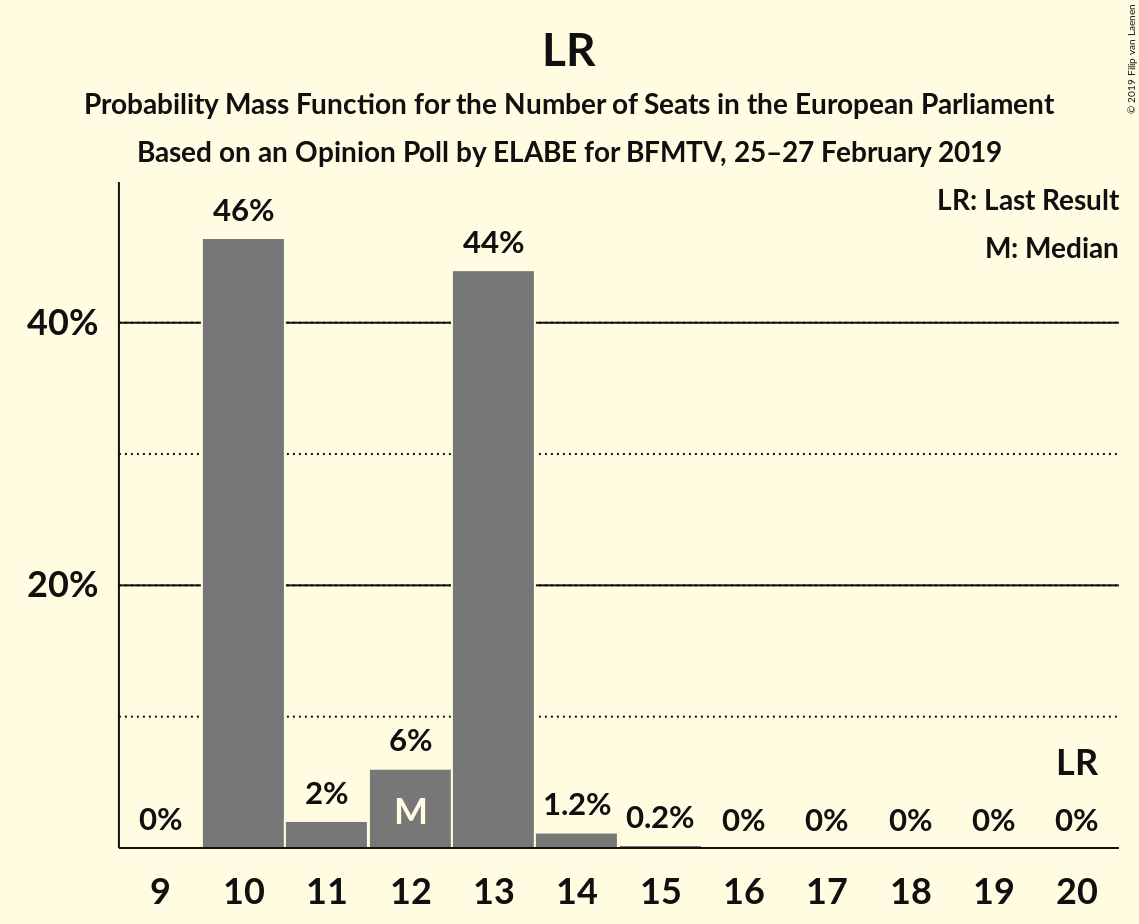 LR
Probability Mass Function for the Number of Seats in the European Parliament
Based on an Opinion Poll by ELABE for BFMTV, 25–27 February 2019
© 2019 Filip van Laenen
LR: Last Result
M: Median
46%
44%
40%
20%
6%
LR
2%
M
1.2%
0%
0.2%
0%
0%
0%
0%
0%
9 10 11 12 13 14 15 16 17 18 19 20